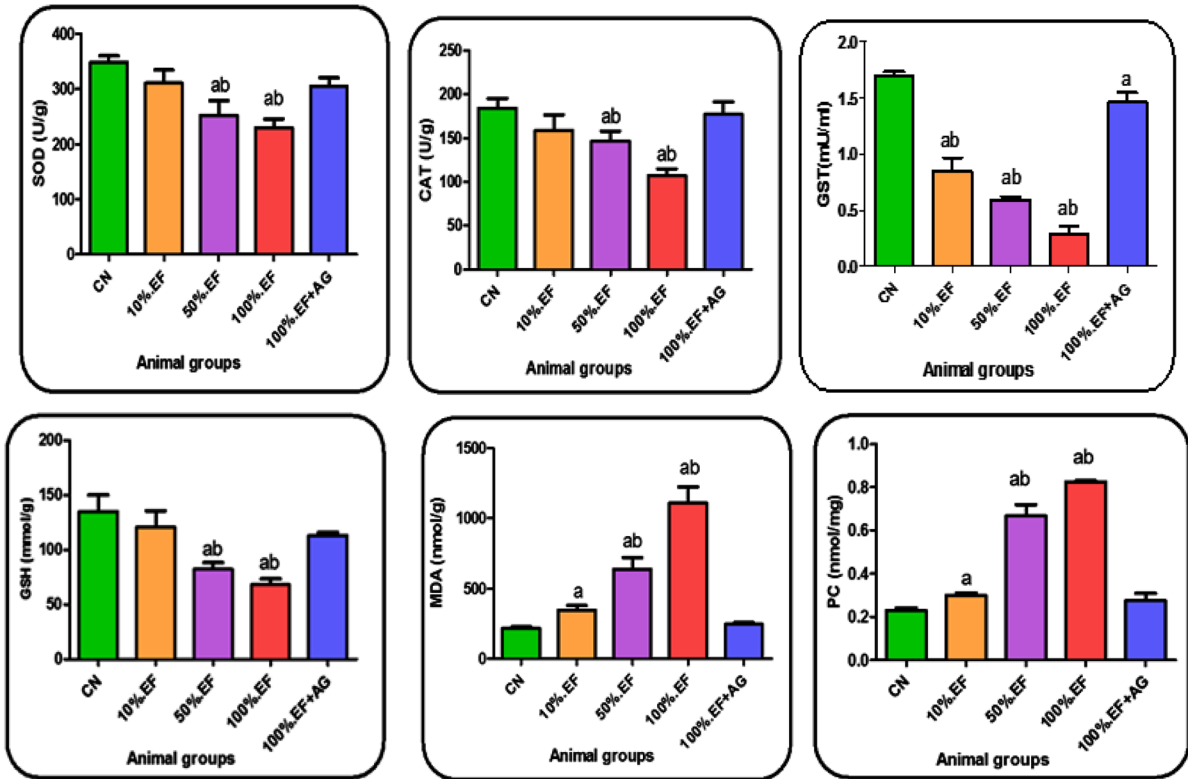 SOD (U/g)
400
300
200
100
0
ab
ab
CN
10%.EF
50%.EF
100%.EF
100%.EF+AG
Animal groups
CAT (U/g)
250
200
150
100
50
0
ab
ab
CN
10%.EF
50%.EF
100%.EF
100%.EF+AG
Animal groups
GST(mU/ml)
2.0
1.5
1.0
0.5
0.0
ab
ab
ab
a
CN
10%.EF
50%.EF
100%.EF
100%.EF+AG
Animal groups
GSH (mmol/g)
200
150
100
50
0
ab
ab
CN
10%.EF
50%.EF
100%.EF
100%.EF+AG
Animal groups
MDA (nmol/g)
1500
1000
500
0
a
ab
ab
CN
10%.EF
50%.EF
100%.EF
100%.EF+AG
Animal groups
PC (nmol/mg)
1.0
0.8
0.6
0.4
0.2
0.0
a
ab
ab
CN
10%.EF
50%.EF
100%.EF
100%.EF+AG
Animal groups